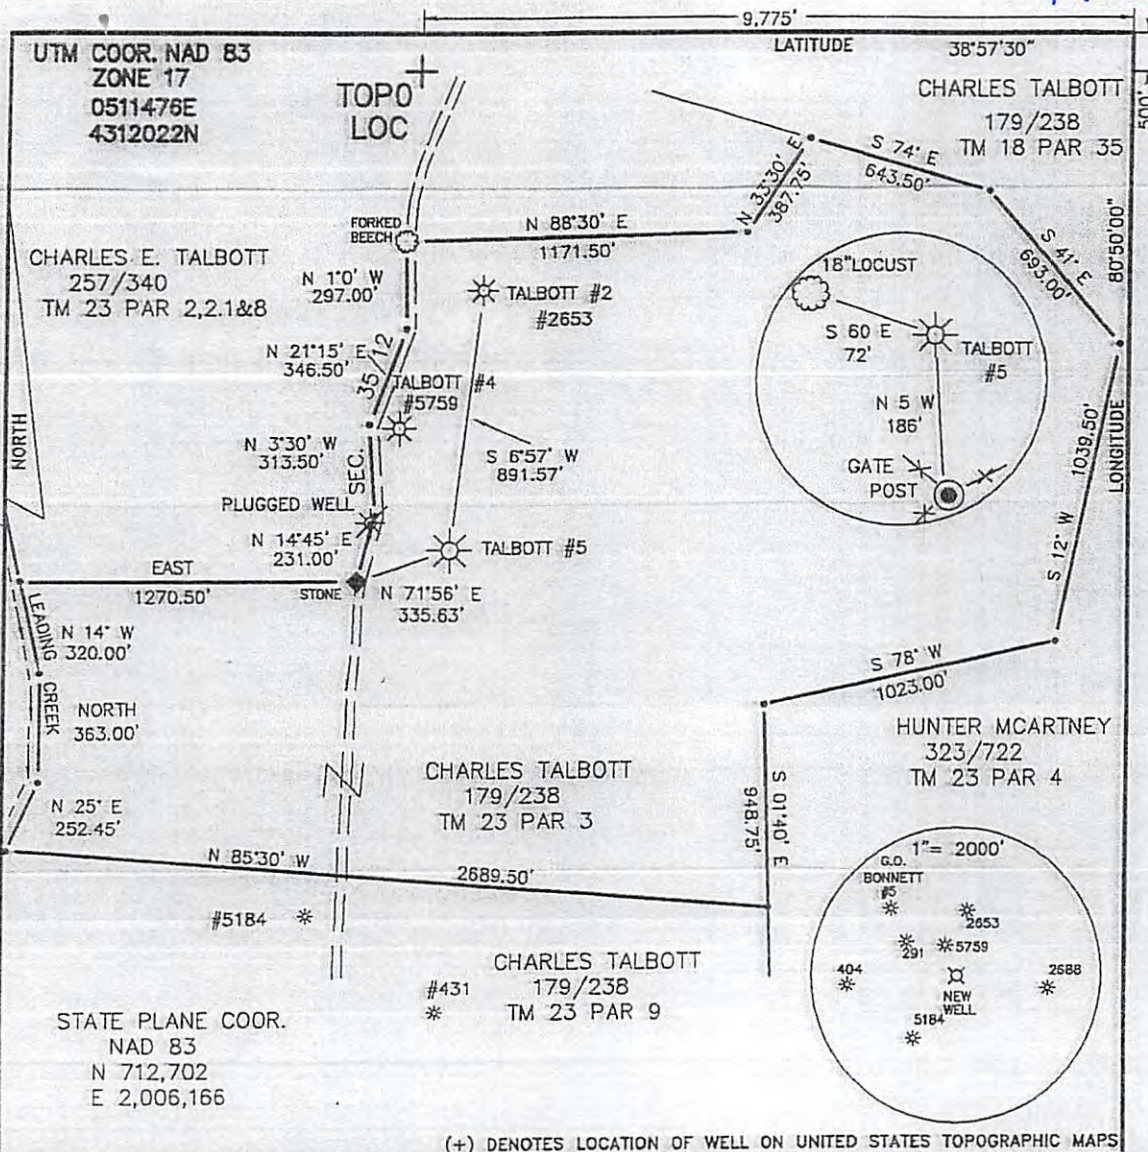 9,775'
UTM COOR. NAD 83
ZONE 17
0511476E
4312022N
LATITUDE 38°57'30"
TOPO
LOC
CHARLES TALBOTT
179/238
TM 18 PAR 35
S 74° E
643.50'
N 33°30' E
387.75'
FORKED
BEECH
N 88°30' E
1171.50'
S 41° E
693.00'
80°50'00"
LONGITUDE
CHARLES E. TALBOTT
257/340
TM 23 PAR 2,2.1&8
N 1°0' W
297.00'
TALBOTT #2
#2653
18"LOCUST
S 60 E
72'
TALBOTT
#5
N 5 W
186'
GATE
POST
N 21°15' E
346.50'
35/12
SEC.
TALBOTT #4
#5759
NORTH
N 3°30' W
313.50'
S 6°57' W
891.57'
1039.50'
S 12° W
PLUGGED WELL
N 14°45' E
231.00'
TALBOTT #5
EAST
1270.50'
STONE
N 71°56' E
335.63'
LEADING
CREEK
N 14° W
320.00'
NORTH
363.00'
N 25° E
252.45'
S 78° W
1023.00'
HUNTER MCARTNEY
323/722
TM 23 PAR 4
CHARLES TALBOTT
179/238
TM 23 PAR 3
S 01°40' E
948.75'
N 85°30' W
2689.50'
#5184
1"= 2000'
G.O.
BONNETT
#5
2653
291
5759
404
2688
NEW
WELL
5184
CHARLES TALBOTT
179/238
TM 23 PAR 9
#431
STATE PLANE COOR.
NAD 83
N 712,702
E 2,006,166
(+) DENOTES LOCATION OF WELL ON UNITED STATES TOPOGRAPHIC MAPS